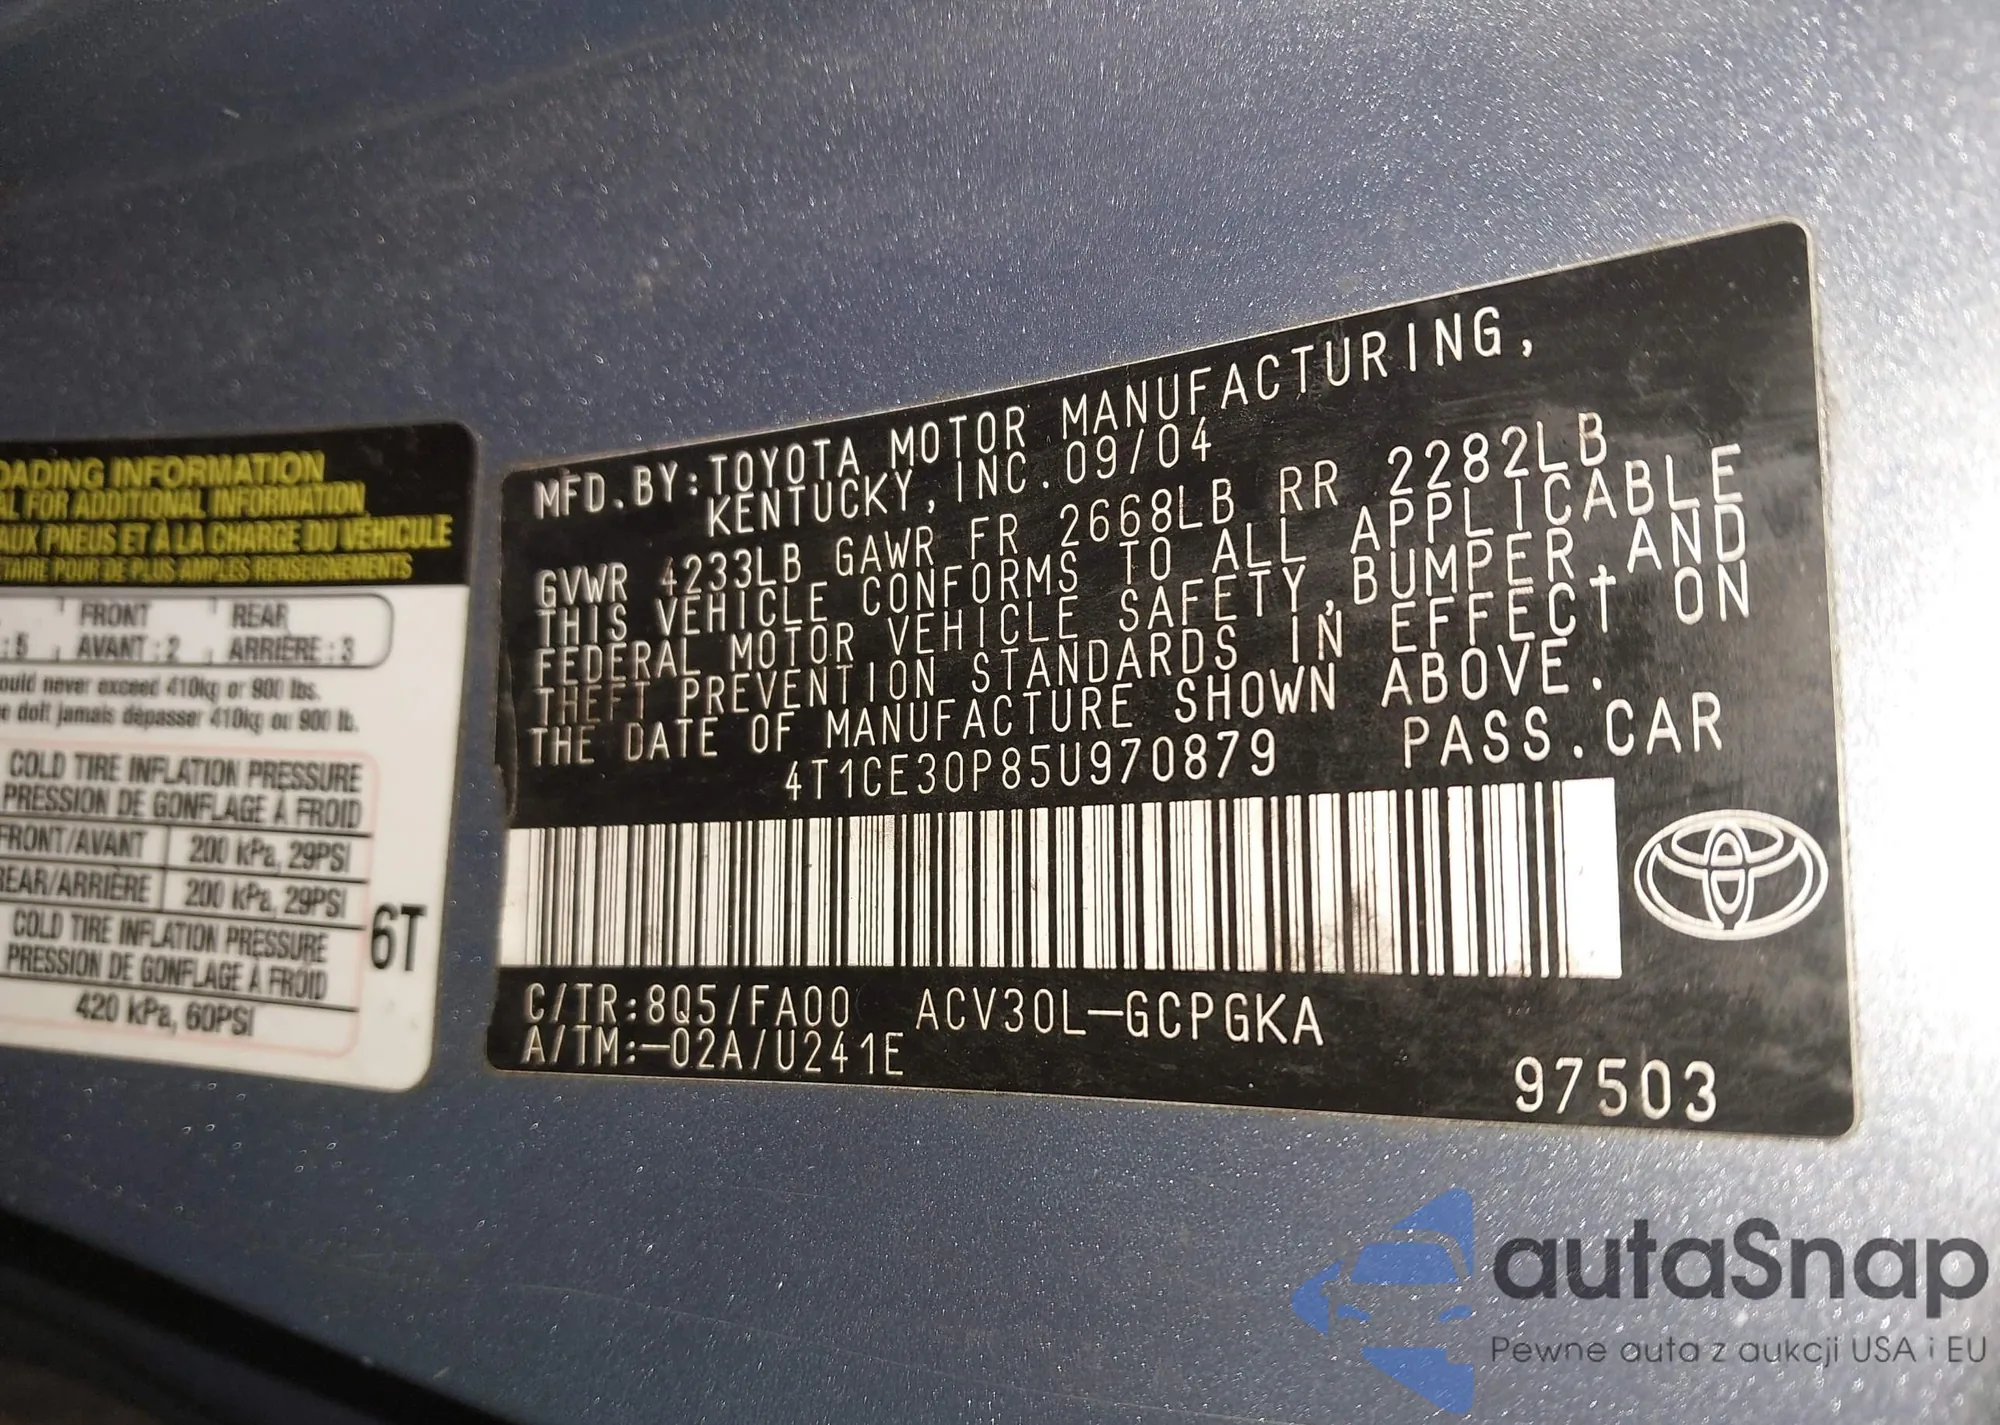 OADING INFORMATION
AL FOR ADDITIONAL INFORMATION
AUX PNEUS ET À LA CHARGE DU VÉHICULE
TAIRE POUR DE PLUS AMPLES RENSEIGNEMENTS
FRONT REAR
:5 AVANT:2 ARRIÈRE:3
ould never exceed 410kg or 900 lbs.
e doit jamais dépasser 410kg ou 900 lb.
COLD TIRE INFLATION PRESSURE
PRESSION DE GONFLAGE À FROID
FRONT/AVANT 200 kPa, 29PSI
REAR/ARRIÈRE 200 kPa, 29PSI
COLD TIRE INFLATION PRESSURE
PRESSION DE GONFLAGE À FROID
420 kPa, 60PSI
6T
MFD.BY:TOYOTA MOTOR MANUFACTURING,
KENTUCKY,INC.09/04
GVWR 4233LB GAWR FR 2668LB RR 2282LB
THIS VEHICLE CONFORMS TO ALL APPLICABLE
FEDERAL MOTOR VEHICLE SAFETY,BUMPER,AND
THEFT PREVENTION STANDARDS IN EFFECT ON
THE DATE OF MANUFACTURE SHOWN ABOVE.
4T1CE30P85U970879 PASS.CAR
C/TR:8Q5/FA00 ACV30L-GCPGKA
A/TM:-02A/U241E
97503
autaSnap
Pewne auta z aukcji USA i EU